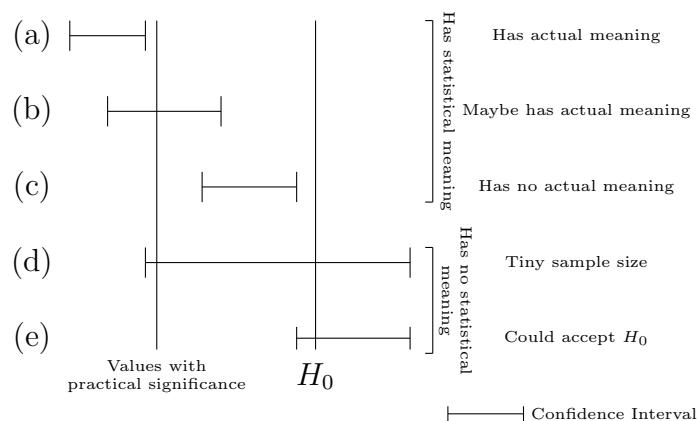 (a)
Has actual meaning
(b)
Maybe has actual meaning
(c)
Has no actual meaning
Has statistical meaning
(d)
Tiny sample size
(e)
Could accept H₀
Has no statistical
meaning
Values with
practical significance
H₀
Confidence Interval